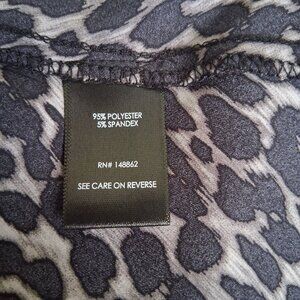 95% POLYESTER
5% SPANDEX
RN# 148862
SEE CARE ON REVERSE